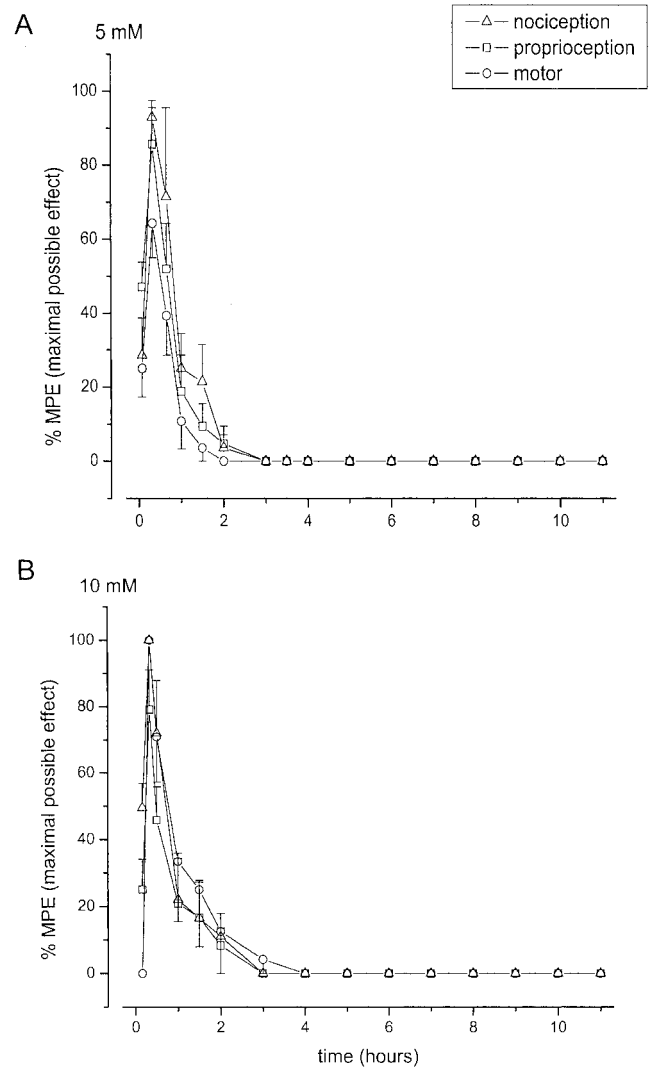 A
5 mM
nociception
proprioception
motor
% MPE (maximal possible effect)
100
80
60
40
20
0
0 2 4 6 8 10
B
10 mM
% MPE (maximal possible effect)
100
80
60
40
20
0
0 2 4 6 8 10
time (hours)